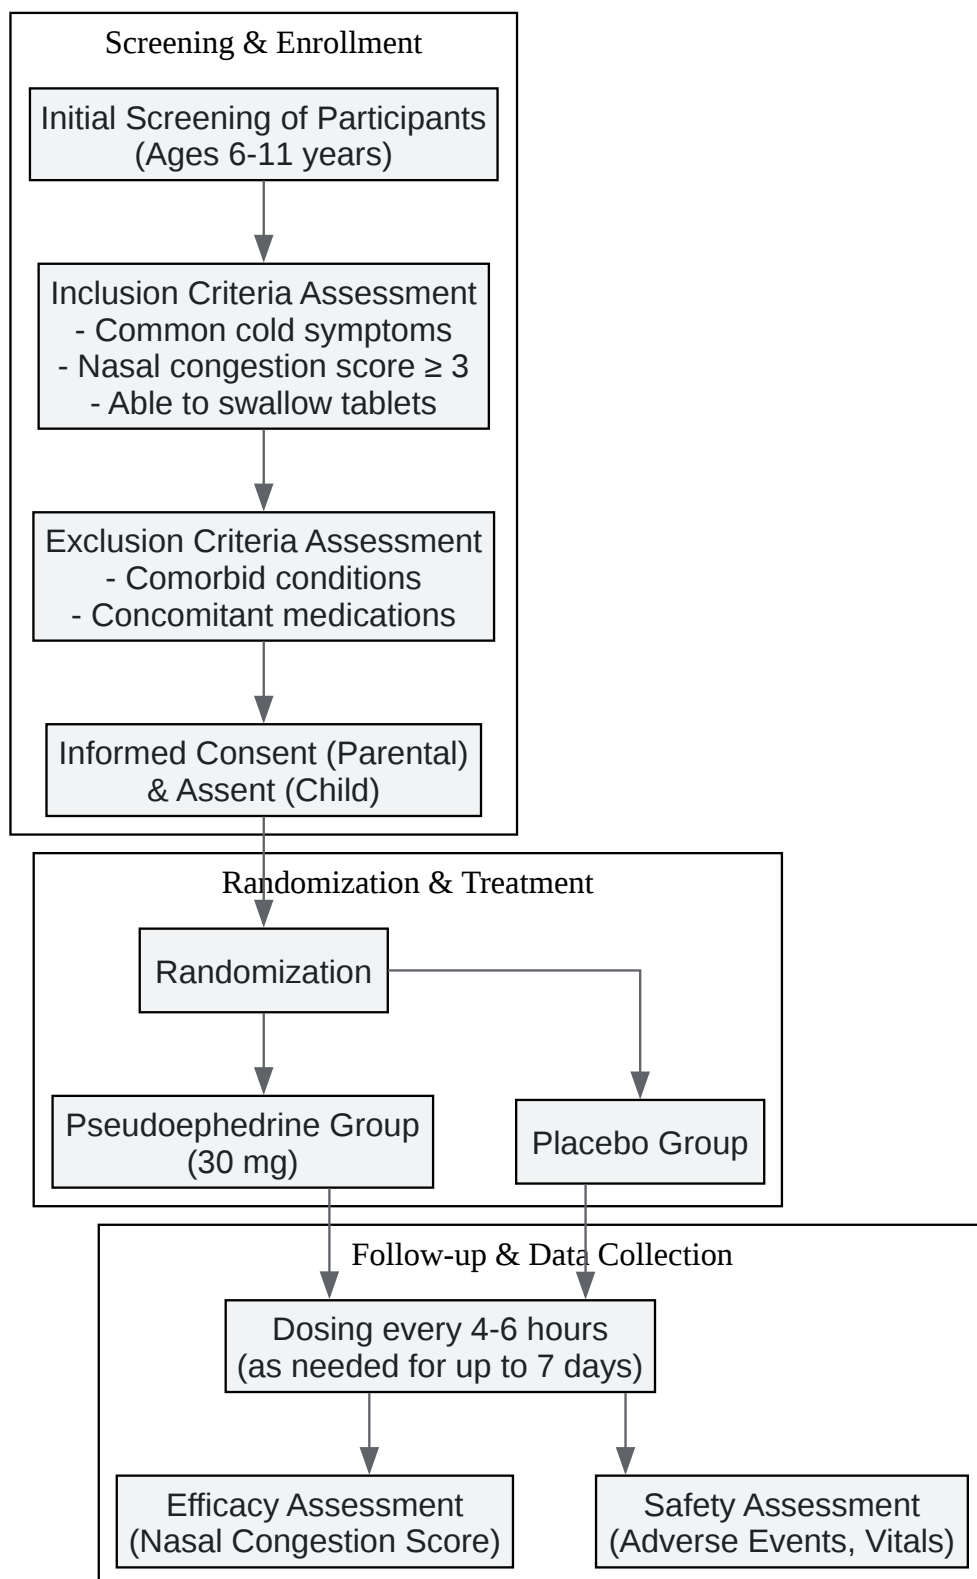 Screening & Enrollment
Initial Screening of Participants
(Ages 6-11 years)
Inclusion Criteria Assessment
- Common cold symptoms
- Nasal congestion score ≥ 3
- Able to swallow tablets
Exclusion Criteria Assessment
- Comorbid conditions
- Concomitant medications
Informed Consent (Parental)
& Assent (Child)
Randomization & Treatment
Randomization
Pseudoephedrine Group
(30 mg)
Placebo Group
Follow-up & Data Collection
Dosing every 4-6 hours
(as needed for up to 7 days)
Efficacy Assessment
(Nasal Congestion Score)
Safety Assessment
(Adverse Events, Vitals)